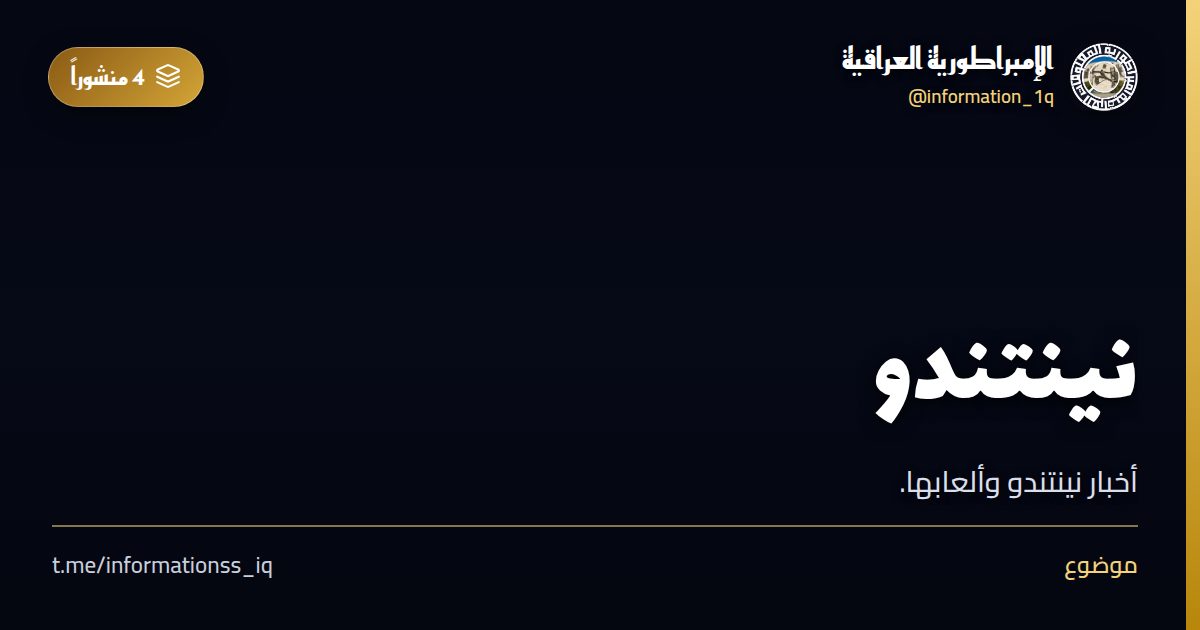 الإمبراطورية العراقية
@information_1q
4 منشوراً
نينتندو
أخبار نينتندو وألعابها.
موضوع
t.me/informationss_iq